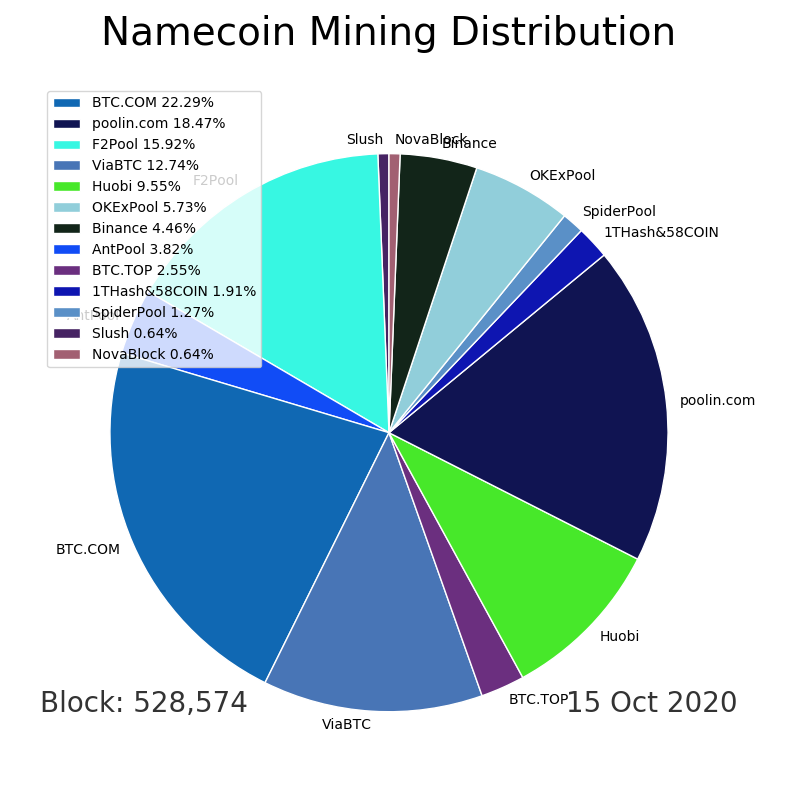 Namecoin Mining Distribution
BTC.COM 22.29%
poolin.com 18.47%
F2Pool 15.92%
ViaBTC 12.74%
Huobi 9.55%
OKExPool 5.73%
Binance 4.46%
AntPool 3.82%
BTC.TOP 2.55%
1THash&58COIN 1.91%
SpiderPool 1.27%
Slush 0.64%
NovaBlock 0.64%
Slush
NovaBlock
Binance
OKExPool
SpiderPool
1THash&58COIN
poolin.com
Huobi
BTC.TOP
ViaBTC
BTC.COM
AntPool
F2Pool
Block: 528,574
15 Oct 2020